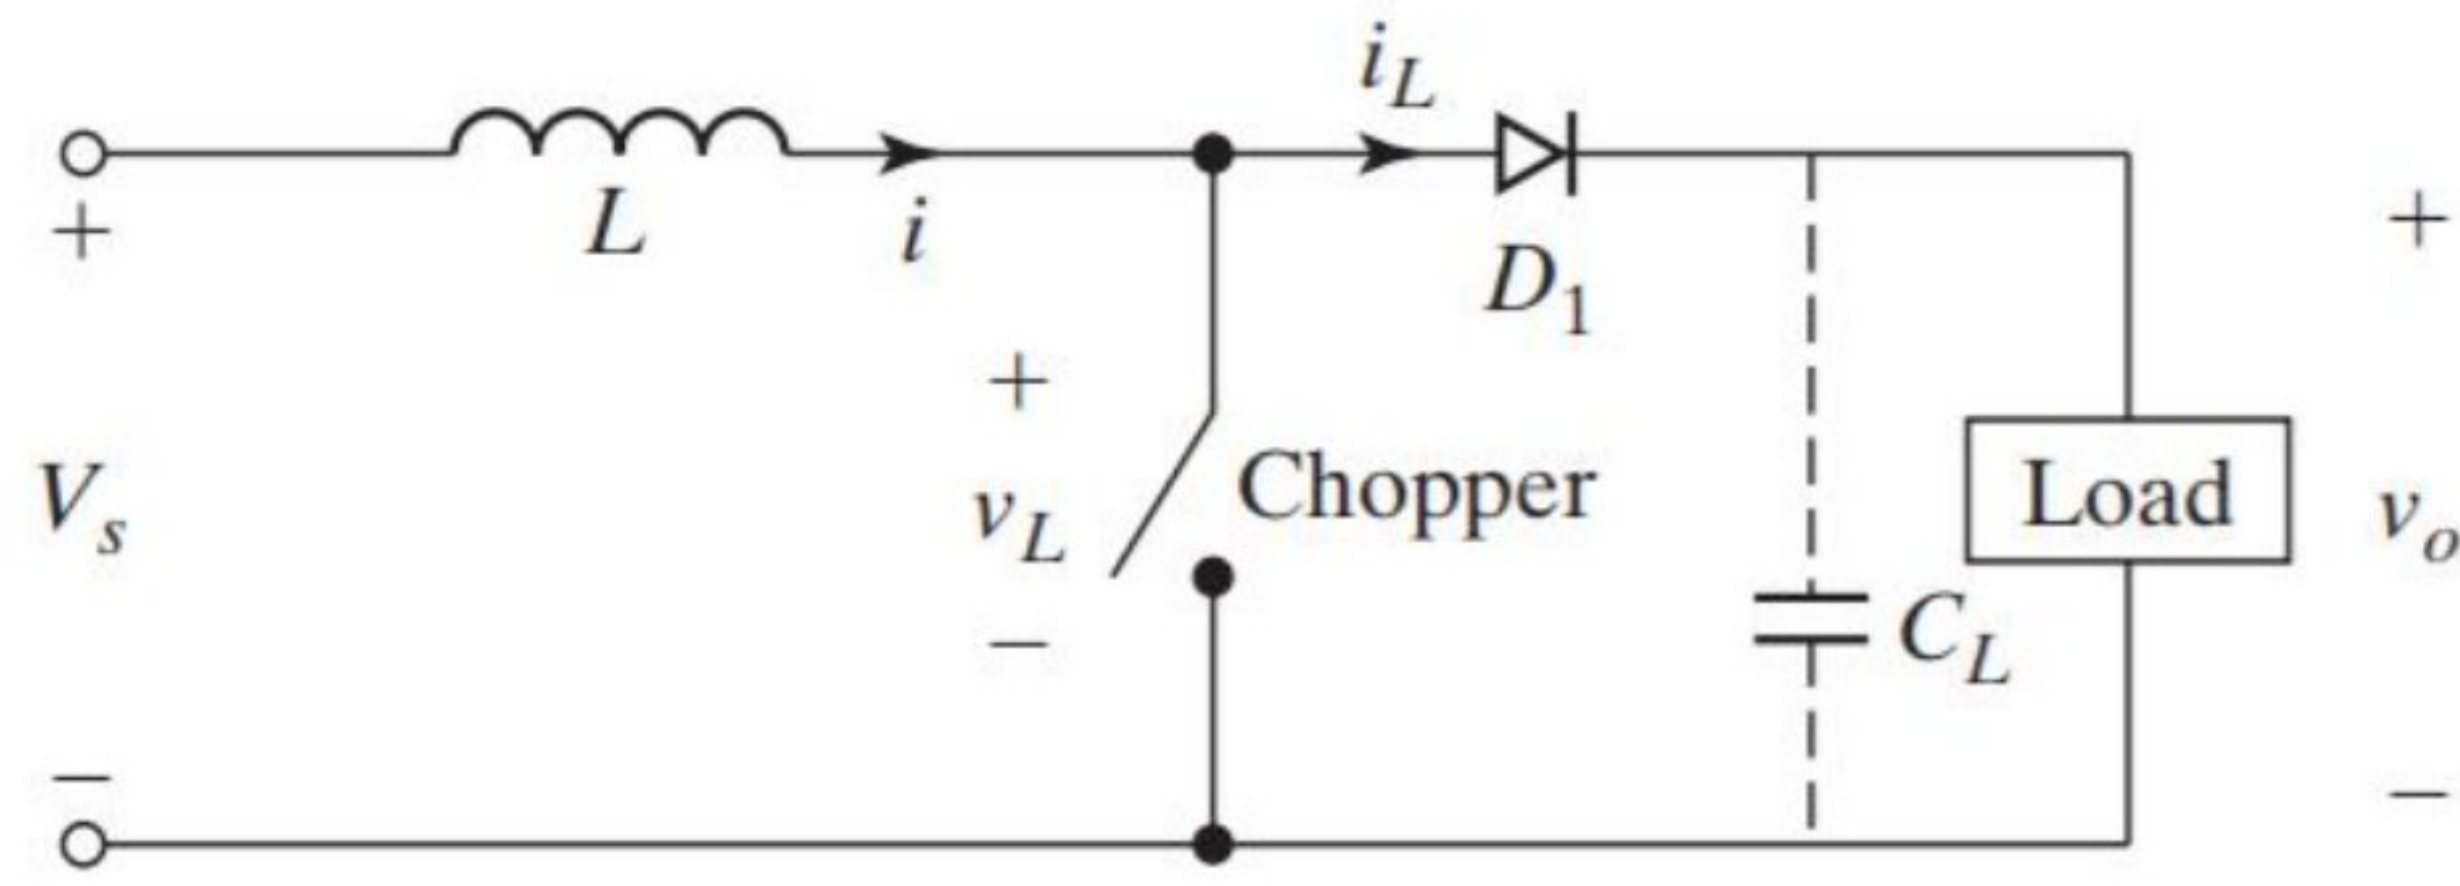 i_L
+
L
i
D_1
+
+
V_s
v_L
Chopper
Load
v_o
−
C_L
−
−